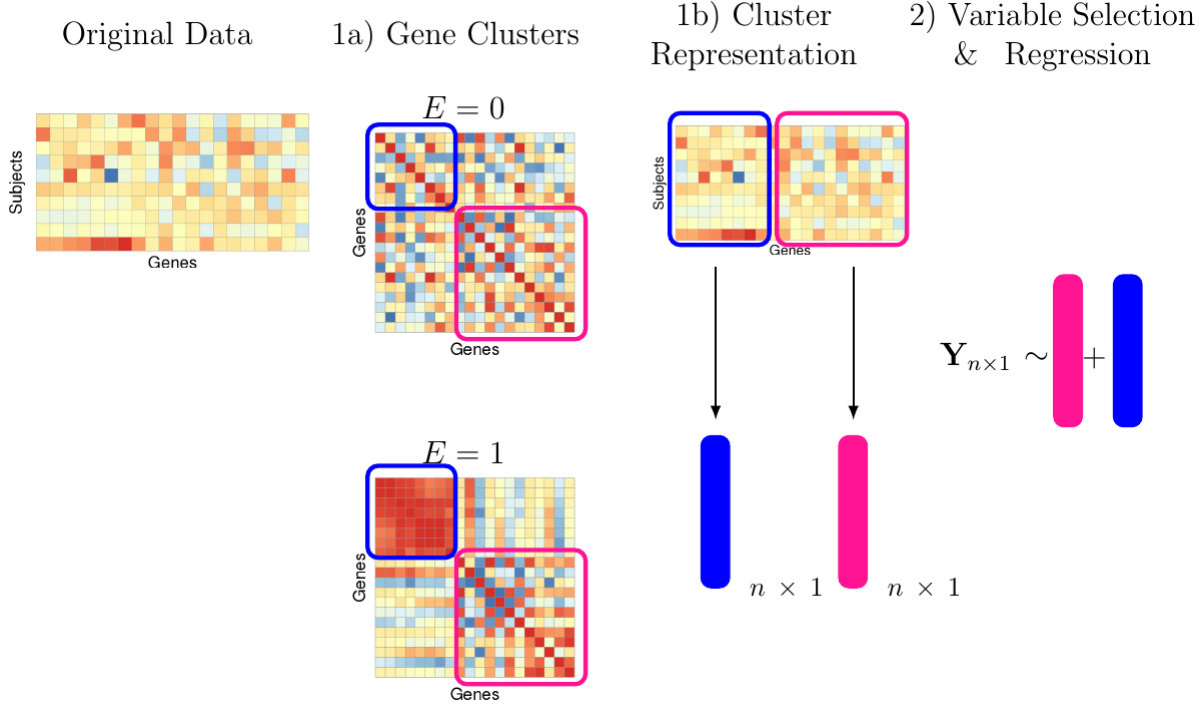 Original Data
1a) Gene Clusters
1b) Cluster
Representation
2) Variable Selection
& Regression
Subjects
Genes
E = 0
Genes
Genes
E = 1
Genes
Genes
Subjects
Genes
n × 1
n × 1
Y_{n×1} ∼ +